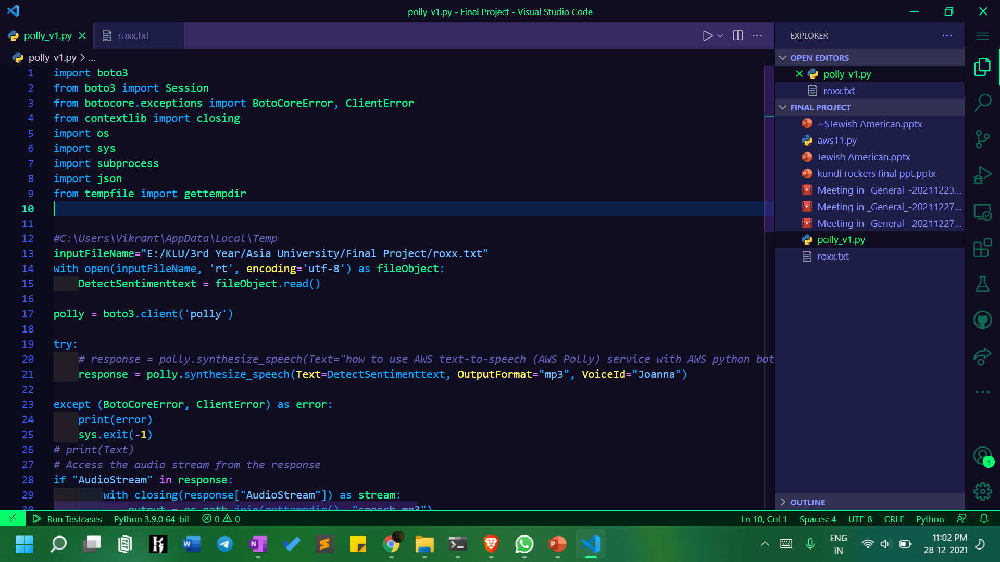 polly_v1.py - Final Project - Visual Studio Code
polly_v1.py
roxx.txt
polly_v1.py > ...
1 import boto3
2 from boto3 import Session
3 from botocore.exceptions import BotoCoreError, ClientError
4 from contextlib import closing
5 import os
6 import sys
7 import subprocess
8 import json
9 from tempfile import gettempdir
10
11
12 #C:\Users\Vikrant\AppData\Local\Temp
13 inputFileName="E:/KLU/3rd Year/Asia University/Final Project/roxx.txt"
14 with open(inputFileName, 'rt', encoding='utf-8') as fileObject:
15     DetectSentimenttext = fileObject.read()
16
17 polly = boto3.client('polly')
18
19 try:
20     # response = polly.synthesize_speech(Text="how to use AWS text-to-speech (AWS Polly) service with AWS python bot
21     response = polly.synthesize_speech(Text=DetectSentimenttext, OutputFormat="mp3", VoiceId="Joanna")
22
23 except (BotoCoreError, ClientError) as error:
24     print(error)
25     sys.exit(-1)
26 # print(Text)
27 # Access the audio stream from the response
28 if "AudioStream" in response:
29         with closing(response["AudioStream"]) as stream:
30             output = os.path.join(gettempdir(), "speech.mp3")
EXPLORER
OPEN EDITORS
polly_v1.py
roxx.txt
FINAL PROJECT
~$Jewish American.pptx
aws11.py
Jewish American.pptx
kundi rockers final ppt.pptx
Meeting in _General_-20211223...
Meeting in _General_-20211227...
Meeting in _General_-20211227...
polly_v1.py
roxx.txt
OUTLINE
1
Run Testcases
Python 3.9.0 64-bit
0
0
Ln 10, Col 1
Spaces: 4
UTF-8
CRLF
Python
ENG
IN
11:02 PM
28-12-2021